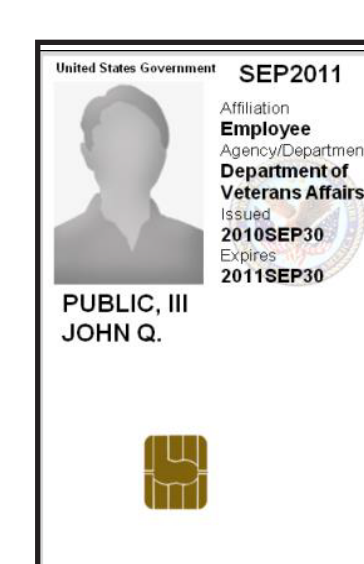 United States Government
SEP2011
Affiliation
Employee
Agency/Departmen
Department of
Veterans Affairs
Issued
2010SEP30
Expires
2011SEP30
PUBLIC, III
JOHN Q.